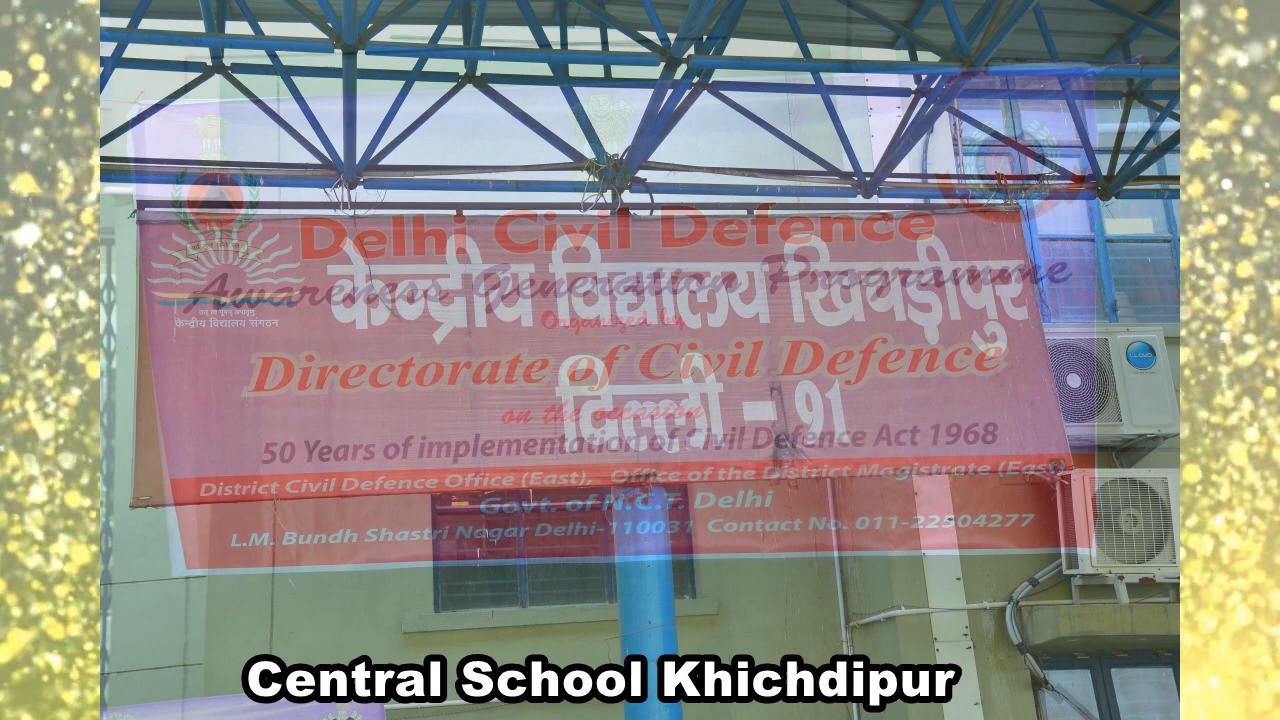 Delhi Civil Defence
केन्द्रीय विद्यालय खिचड़ीपुर
Awareness Generation Programme
केन्द्रीय विद्यालय संगठन
Organized by
Directorate of Civil Defence
दिल्ली - 91
on the occasion
50 Years of implementation of Civil Defence Act 1968
District Civil Defence Office (East), Office of the District Magistrate (East)
Govt. of N.C.T. Delhi
L.M. Bundh Shastri Nagar Delhi-110031 Contact No. 011-22504277
LLOYD
Central School Khichdipur